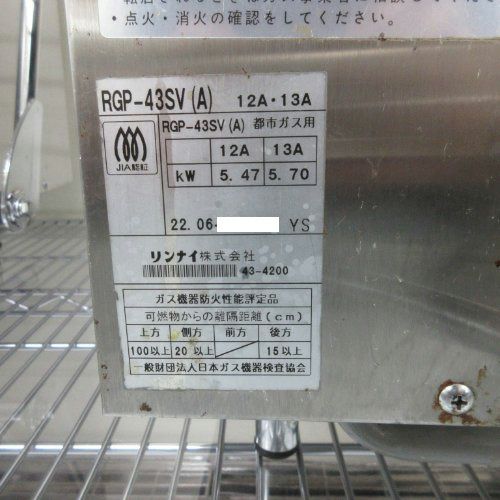 ・点火・消火の確認をしてください。
RGP-43SV(A) 12A・13A
RGP-43SV(A) 都市ガス用
JIA認証
12A 13A
kW 5.47 5.70
22.06- YS
リンナイ株式会社
43-4200
ガス機器防火性能評定品
可燃物からの離隔距離(cm)
上方 側方 前方 後方
100以上 20以上 15以上
一般財団法人日本ガス機器検査協会